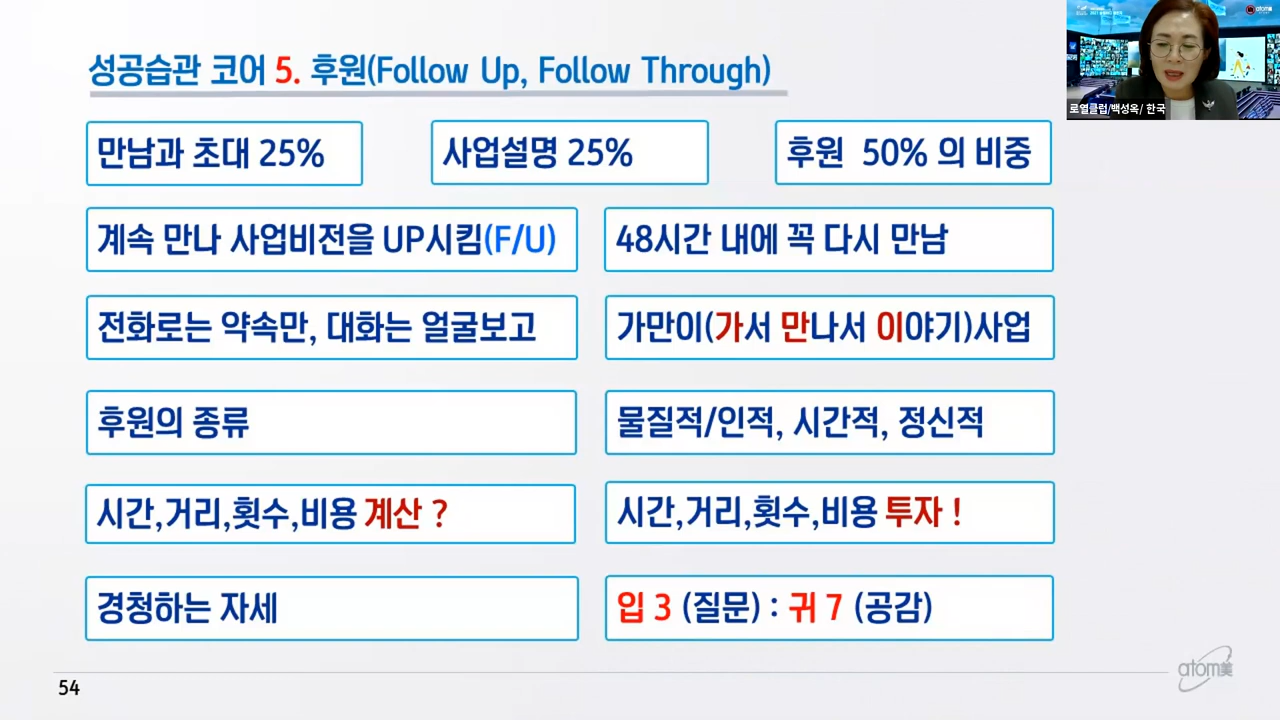 성공습관 코어 5. 후원(Follow Up, Follow Through)
만남과 초대 25%
사업설명 25%
후원 50% 의 비중
계속 만나 사업비전을 UP시킴(F/U)
48시간 내에 꼭 다시 만남
전화로는 약속만, 대화는 얼굴보고
가만이(가서 만나서 이야기)사업
후원의 종류
물질적/인적, 시간적, 정신적
시간,거리,횟수,비용 계산 ?
시간,거리,횟수,비용 투자 !
경청하는 자세
입 3 (질문) : 귀 7 (공감)
54
atom美
atom美
로열클럽/백성옥/ 한국